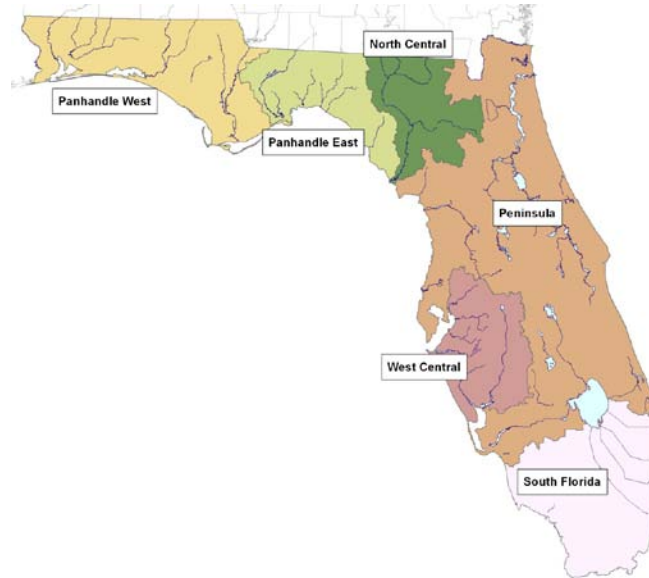 North Central
Panhandle West
Panhandle East
Peninsula
West Central
South Florida